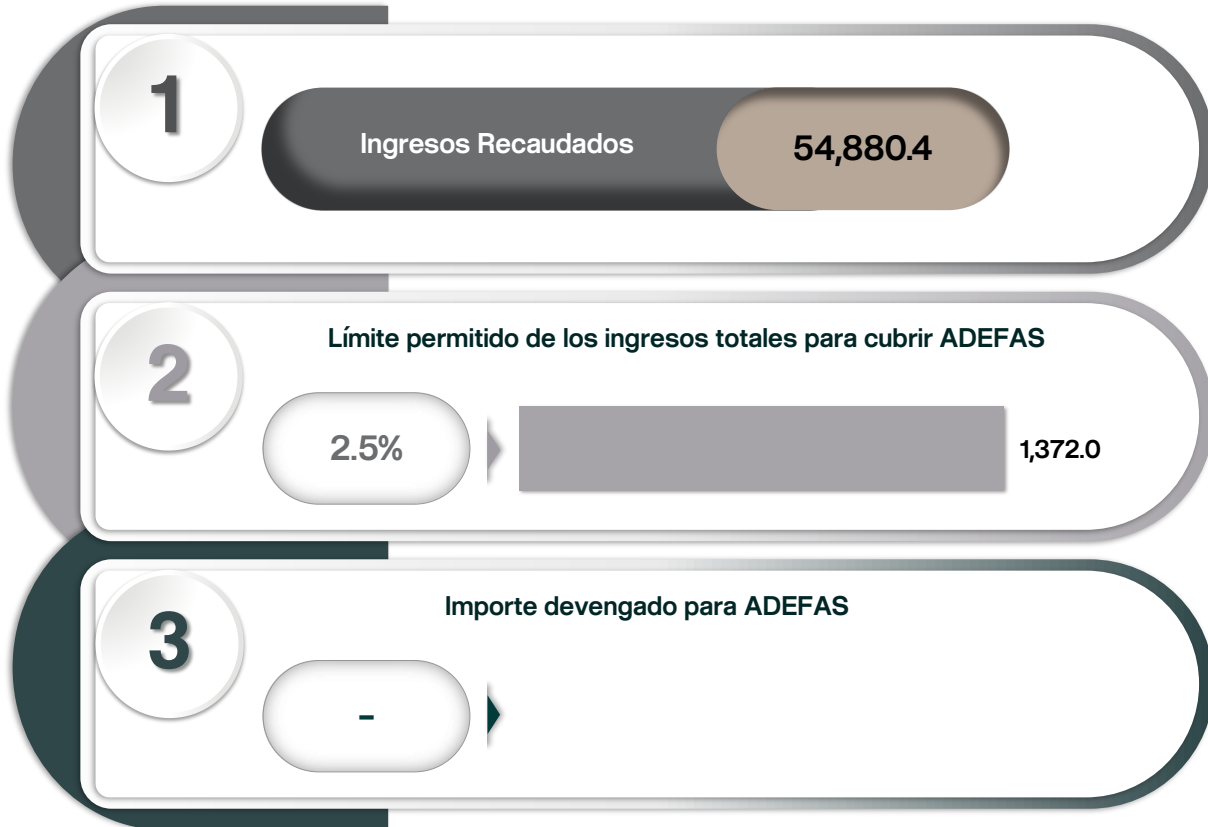 1
Ingresos Recaudados
54,880.4
2
Límite permitido de los ingresos totales para cubrir ADEFAS
2.5%
1,372.0
3
Importe devengado para ADEFAS
-